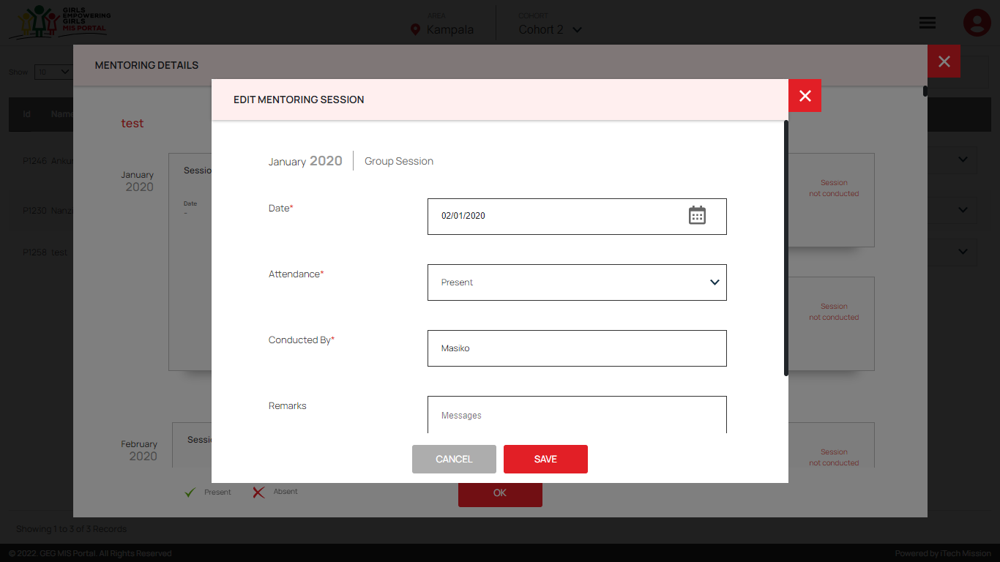 GIRLS
EMPOWERING
GIRLS
MIS PORTAL
AREA
Kampala
COHORT
Cohort 2
MENTORING DETAILS
Show 10
Id Name
EDIT MENTORING SESSION
test
January 2020 Group Session
P1246
January
2020
Session
not conducted
Date
-
Date*
02/01/2020
P1230
P1258 test
Attendance*
Present
Session
not conducted
Conducted By*
Masiko
Remarks
Messages
February
2020
Session
not conducted
CANCEL
SAVE
Present
Absent
OK
Showing 1 to 3 of 3 Records
© 2022. GEG MIS Portal. All Rights Reserved
Powered by iTech Mission